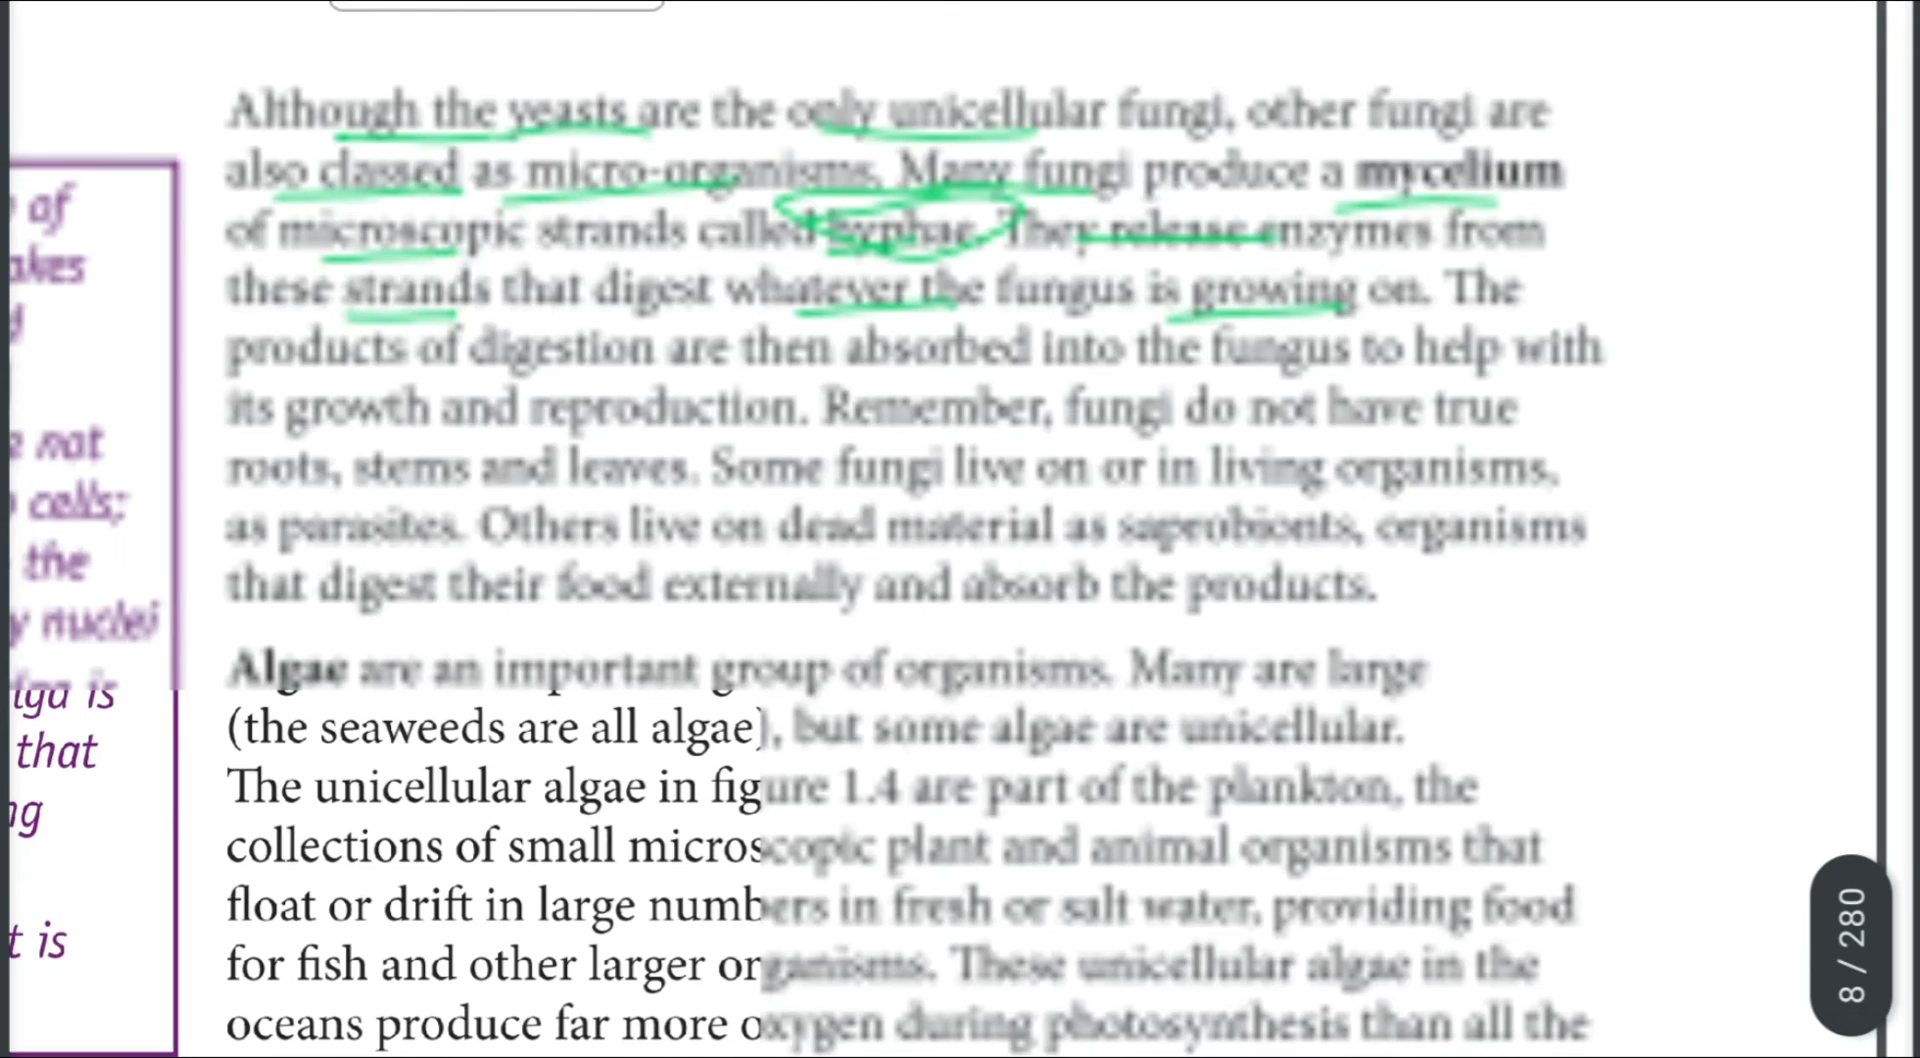 of
akes
not
cells;
the
y nuclei
lga is
that
ng
t is
Although the yeasts are the only unicellular fungi, other fungi are
also classed as micro-organisms. Many fungi produce a mycelium
of microscopic strands called hyphae. They release enzymes from
these strands that digest whatever the fungus is growing on. The
products of digestion are then absorbed into the fungus to help with
its growth and reproduction. Remember, fungi do not have true
roots, stems and leaves. Some fungi live on or in living organisms,
as parasites. Others live on dead material as saprobionts, organisms
that digest their food externally and absorb the products.
Algae are an important group of organisms. Many are large
(the seaweeds are all algae), but some algae are unicellular.
The unicellular algae in figure 1.4 are part of the plankton, the
collections of small microscopic plant and animal organisms that
float or drift in large numbers in fresh or salt water, providing food
for fish and other larger organisms. These unicellular algae in the
oceans produce far more oxygen during photosynthesis than all the
8 / 280